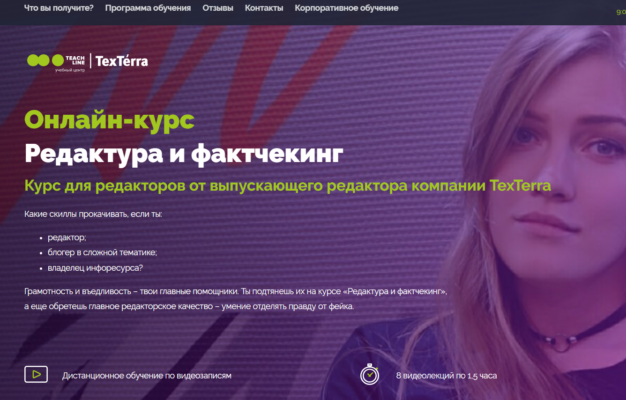 Что вы получите? Программа обучения Отзывы Контакты Корпоративное обучение
9:0
TEACH LINE TexTerra
учебный центр
Онлайн-курс
Редактура и фактчекинг
Курс для редакторов от выпускающего редактора компании TexTerra
Какие скиллы прокачивать, если ты:
• редактор;
• блогер в сложной тематике;
• владелец инфоресурса?
Грамотность и въедливость – твои главные помощники. Ты подтянешь их на курсе «Редактура и фактчекинг»,
а еще обретешь главное редакторское качество – умение отделять правду от фейка.
Дистанционное обучение по видеозаписям
8 видеолекций по 1,5 часа